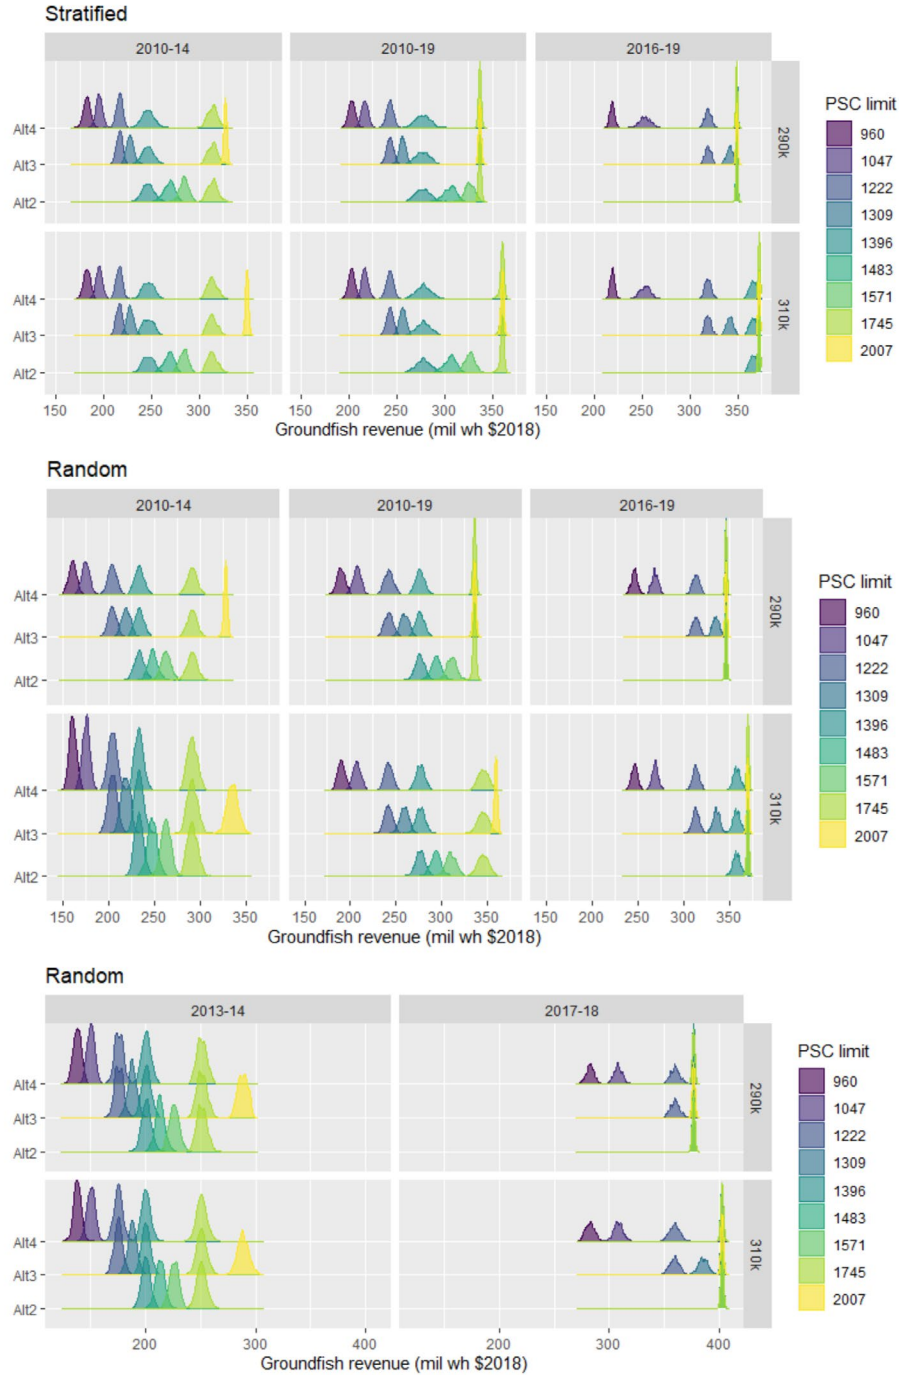 Stratified
2010-14 2010-19 2016-19
Alt4
Alt3
Alt2
290k
Alt4
Alt3
Alt2
310k
150 200 250 300 350 150 200 250 300 350 150 200 250 300 350
Groundfish revenue (mil wh $2018)
PSC limit
960
1047
1222
1309
1396
1483
1571
1745
2007
Random
2010-14 2010-19 2016-19
Alt4
Alt3
Alt2
290k
Alt4
Alt3
Alt2
310k
150 200 250 300 350 150 200 250 300 350 150 200 250 300 350
Groundfish revenue (mil wh $2018)
PSC limit
960
1047
1222
1309
1396
1483
1571
1745
2007
Random
2013-14 2017-18
Alt4
Alt3
Alt2
290k
Alt4
Alt3
Alt2
310k
200 300 400 200 300 400
Groundfish revenue (mil wh $2018)
PSC limit
960
1047
1222
1309
1396
1483
1571
1745
2007